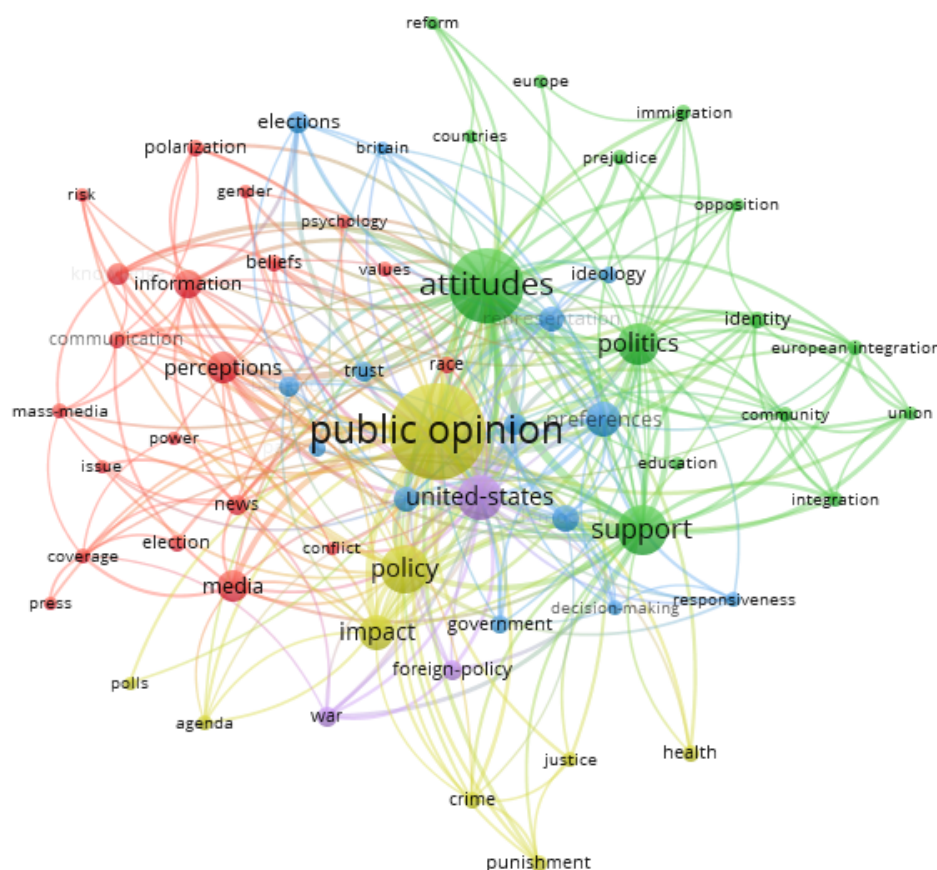 reform
europe
immigration
elections
countries
polarization
britain
prejudice
risk
gender
opposition
psychology
beliefs
values
ideology
information
attitudes
representation
identity
communication
politics
european integration
perceptions
trust
race
mass-media
community
union
preferences
public opinion
power
issue
education
united-states
integration
news
support
election
conflict
coverage
policy
media
press
decision-making
responsiveness
impact
government
foreign-policy
polls
war
agenda
health
justice
crime
punishment